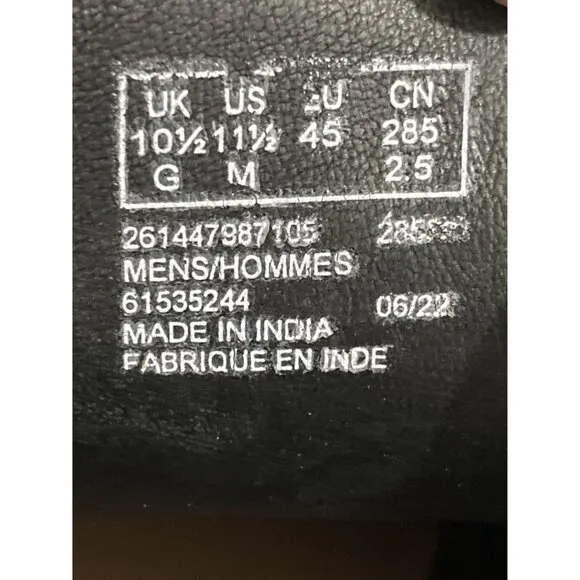 UK US EU CN
10½ 11½ 45 285
G M 2.5
261447987105
MENS/HOMMES
61535244 06/22
MADE IN INDIA
FABRIQUE EN INDE